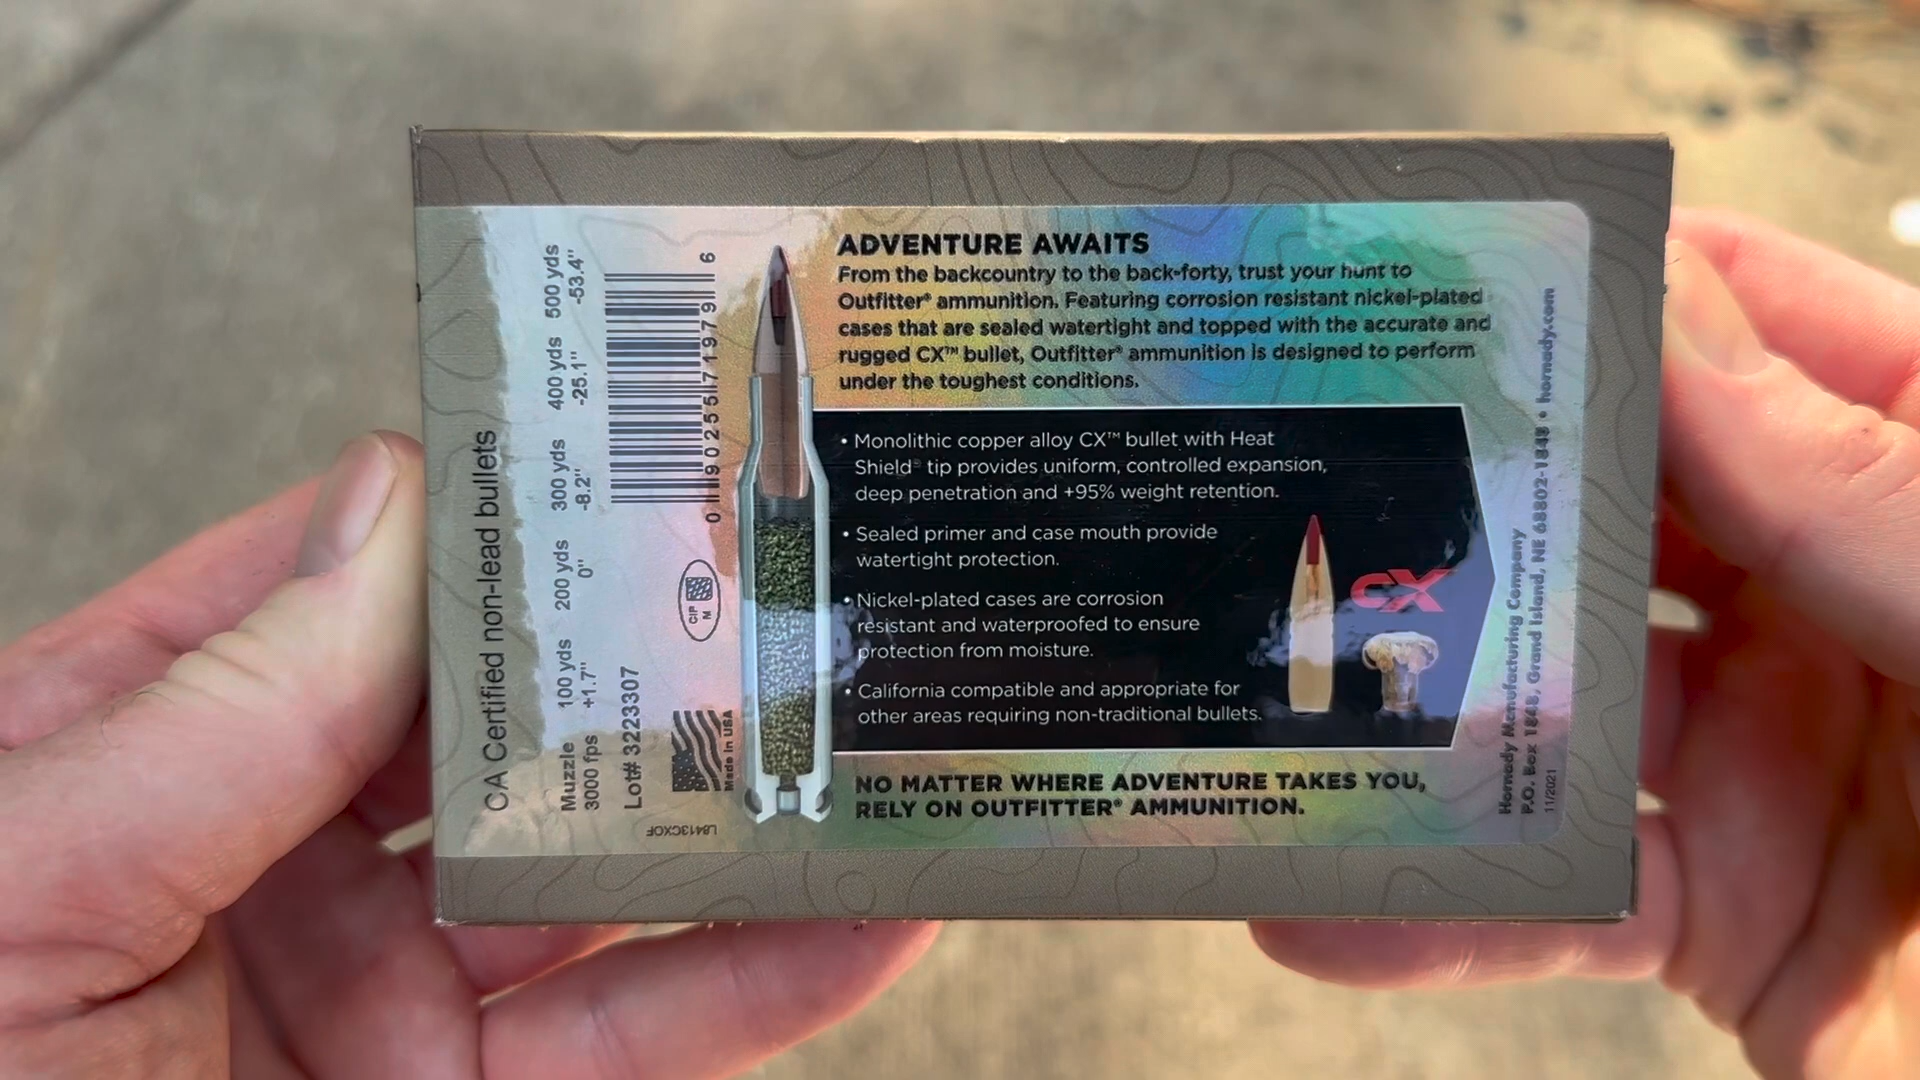 ADVENTURE AWAITS
From the backcountry to the back-forty, trust your hunt to
Outfitter® ammunition. Featuring corrosion resistant nickel-plated
cases that are sealed watertight and topped with the accurate and
rugged CX™ bullet, Outfitter® ammunition is designed to perform
under the toughest conditions.
• Monolithic copper alloy CX™ bullet with Heat
Shield® tip provides uniform, controlled expansion,
deep penetration and +95% weight retention.
• Sealed primer and case mouth provide
watertight protection.
• Nickel-plated cases are corrosion
resistant and waterproofed to ensure
protection from moisture.
• California compatible and appropriate for
other areas requiring non-traditional bullets.
CX
NO MATTER WHERE ADVENTURE TAKES YOU,
RELY ON OUTFITTER® AMMUNITION.
CA Certified non-lead bullets
Muzzle 100 yds 200 yds 300 yds 400 yds 500 yds
3000 fps +1.7" 0" -8.2" -25.1" -53.4"
Lot# 3223307
0 90255 71979 6
CIP
M
Made in USA
L8413CXOF
Hornady Manufacturing Company
P.O. Box 1848, Grand Island, NE 68802-1848 • hornady.com
11/2021